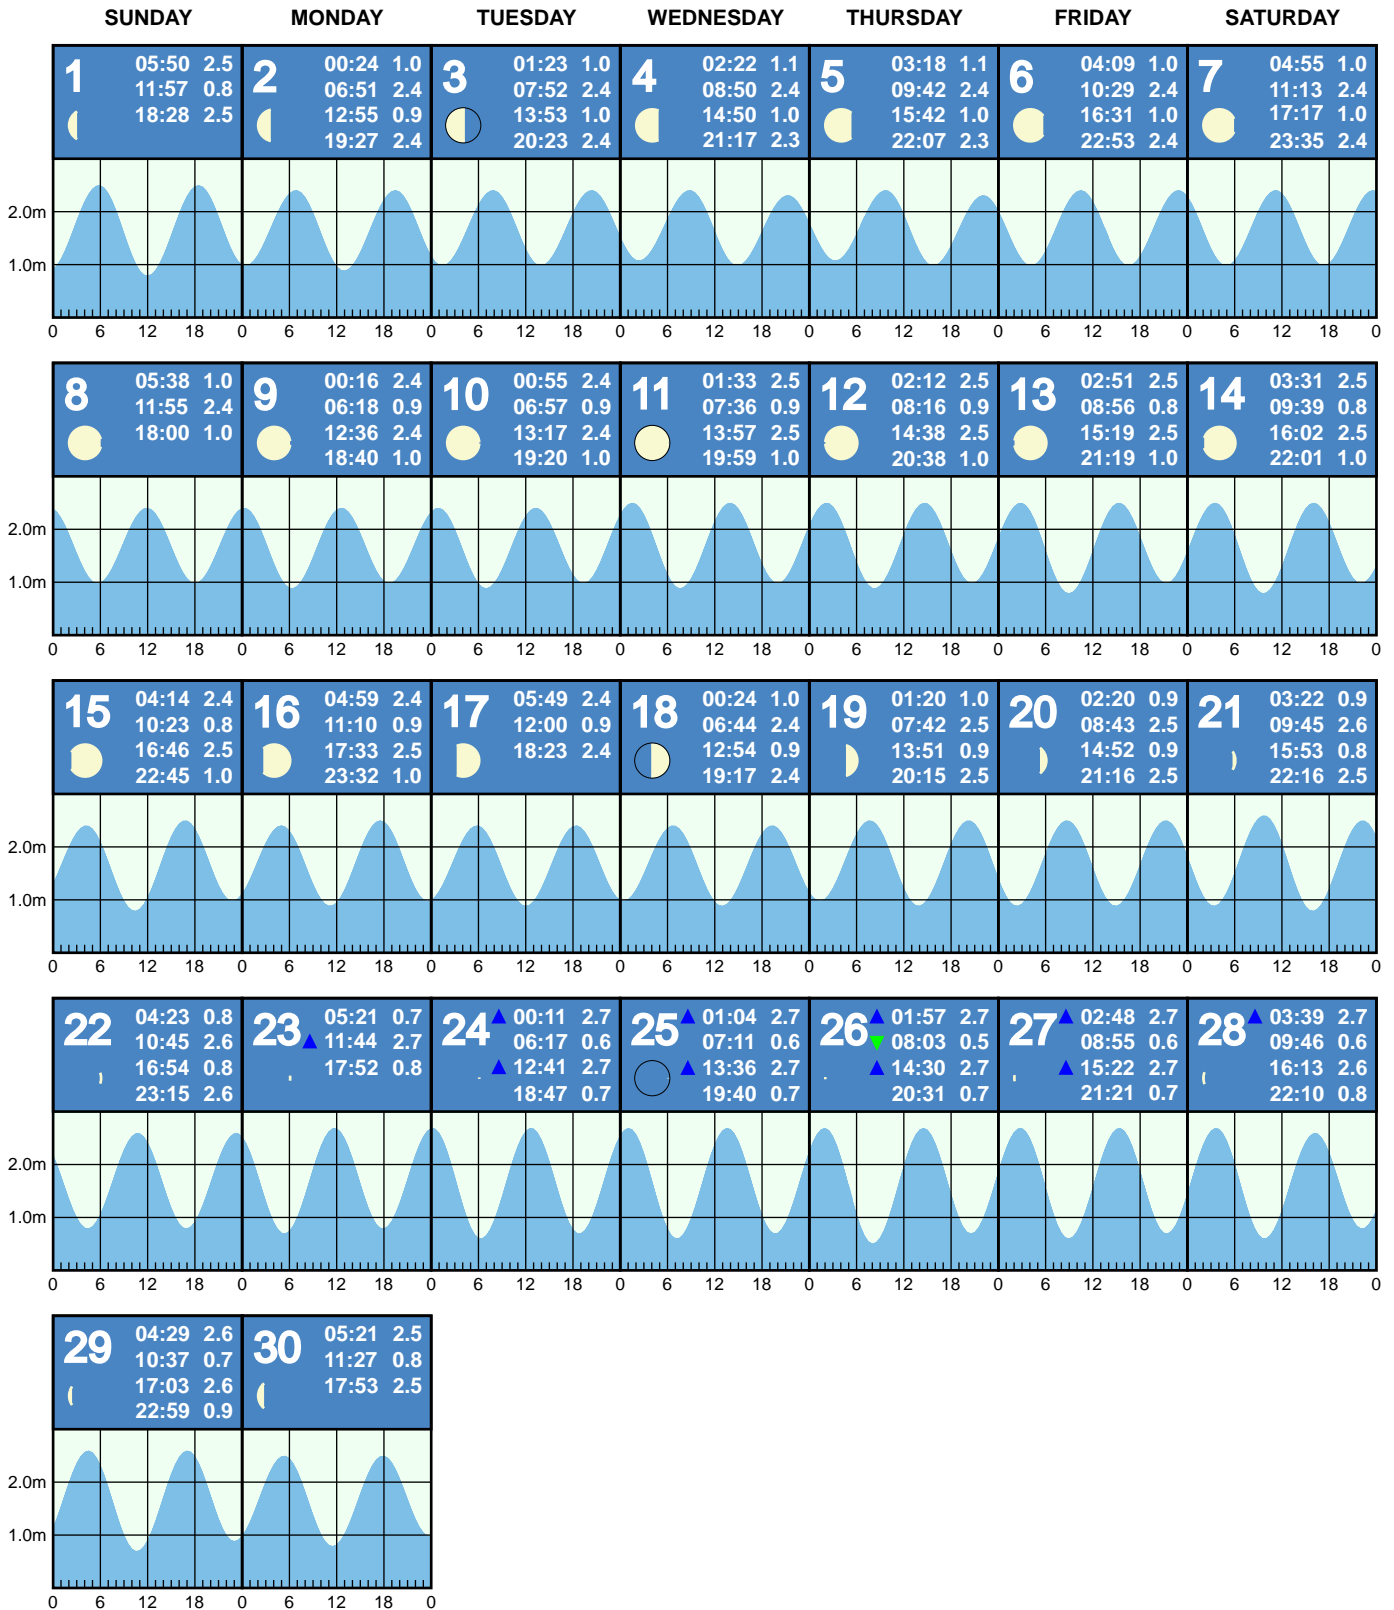 SUNDAY MONDAY TUESDAY WEDNESDAY THURSDAY FRIDAY SATURDAY
1 05:50 2.5
11:57 0.8
18:28 2.5
2 00:24 1.0
06:51 2.4
12:55 0.9
19:27 2.4
3 01:23 1.0
07:52 2.4
13:53 1.0
20:23 2.4
4 02:22 1.1
08:50 2.4
14:50 1.0
21:17 2.3
5 03:18 1.1
09:42 2.4
15:42 1.0
22:07 2.3
6 04:09 1.0
10:29 2.4
16:31 1.0
22:53 2.4
7 04:55 1.0
11:13 2.4
17:17 1.0
23:35 2.4
2.0m
1.0m
0 6 12 18 0 6 12 18 0 6 12 18 0 6 12 18 0 6 12 18 0 6 12 18 0 6 12 18 0
8 05:38 1.0
11:55 2.4
18:00 1.0
9 00:16 2.4
06:18 0.9
12:36 2.4
18:40 1.0
10 00:55 2.4
06:57 0.9
13:17 2.4
19:20 1.0
11 01:33 2.5
07:36 0.9
13:57 2.5
19:59 1.0
12 02:12 2.5
08:16 0.9
14:38 2.5
20:38 1.0
13 02:51 2.5
08:56 0.8
15:19 2.5
21:19 1.0
14 03:31 2.5
09:39 0.8
16:02 2.5
22:01 1.0
2.0m
1.0m
0 6 12 18 0 6 12 18 0 6 12 18 0 6 12 18 0 6 12 18 0 6 12 18 0 6 12 18 0
15 04:14 2.4
10:23 0.8
16:46 2.5
22:45 1.0
16 04:59 2.4
11:10 0.9
17:33 2.5
23:32 1.0
17 05:49 2.4
12:00 0.9
18:23 2.4
18 00:24 1.0
06:44 2.4
12:54 0.9
19:17 2.4
19 01:20 1.0
07:42 2.5
13:51 0.9
20:15 2.5
20 02:20 0.9
08:43 2.5
14:52 0.9
21:16 2.5
21 03:22 0.9
09:45 2.6
15:53 0.8
22:16 2.5
2.0m
1.0m
0 6 12 18 0 6 12 18 0 6 12 18 0 6 12 18 0 6 12 18 0 6 12 18 0 6 12 18 0
22 04:23 0.8
10:45 2.6
16:54 0.8
23:15 2.6
23 05:21 0.7
11:44 2.7
17:52 0.8
24 00:11 2.7
06:17 0.6
12:41 2.7
18:47 0.7
25 01:04 2.7
07:11 0.6
13:36 2.7
19:40 0.7
26 01:57 2.7
08:03 0.5
14:30 2.7
20:31 0.7
27 02:48 2.7
08:55 0.6
15:22 2.7
21:21 0.7
28 03:39 2.7
09:46 0.6
16:13 2.6
22:10 0.8
2.0m
1.0m
0 6 12 18 0 6 12 18 0 6 12 18 0 6 12 18 0 6 12 18 0 6 12 18 0 6 12 18 0
29 04:29 2.6
10:37 0.7
17:03 2.6
22:59 0.9
30 05:21 2.5
11:27 0.8
17:53 2.5
2.0m
1.0m
0 6 12 18 0 6 12 18 0